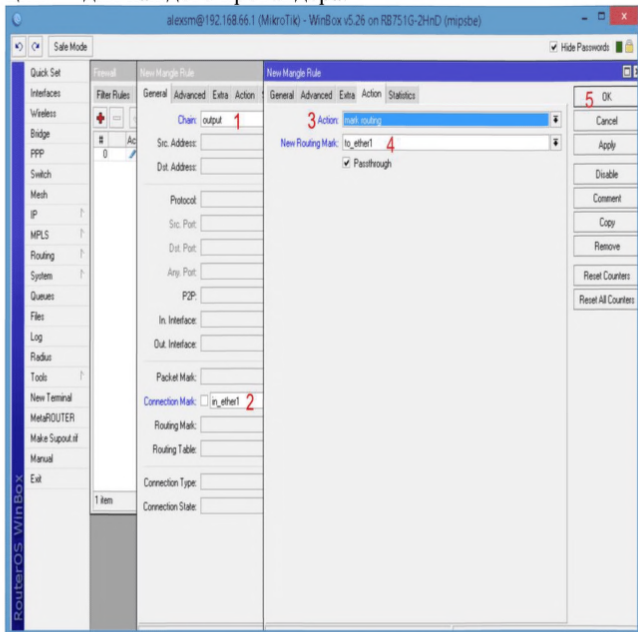 alexsm@192.168.66.1 (MikroTik) - WinBox v5.26 on RB751G-2HnD (mipsbe)
Safe Mode
Hide Passwords
Quick Set
Interfaces
Wireless
Bridge
PPP
Switch
Mesh
IP
MPLS
Routing
System
Queues
Files
Log
Radius
Tools
New Terminal
MetaROUTER
Make Supout.rif
Manual
Exit
RouterOS WinBox
Firewall
Filter Rules
#
0
1 item
New Mangle Rule
General Advanced Extra Action
Chain: output 1
Src. Address:
Dst. Address:
Protocol:
Src. Port:
Dst. Port:
Any. Port:
P2P:
In. Interface:
Out. Interface:
Packet Mark:
Connection Mark: in_ether1 2
Routing Mark:
Routing Table:
Connection Type:
Connection State:
New Mangle Rule
General Advanced Extra Action Statistics
3 Action: mark routing
New Routing Mark: to_ether1 4
Passthrough
5 OK
Cancel
Apply
Disable
Comment
Copy
Remove
Reset Counters
Reset All Counters